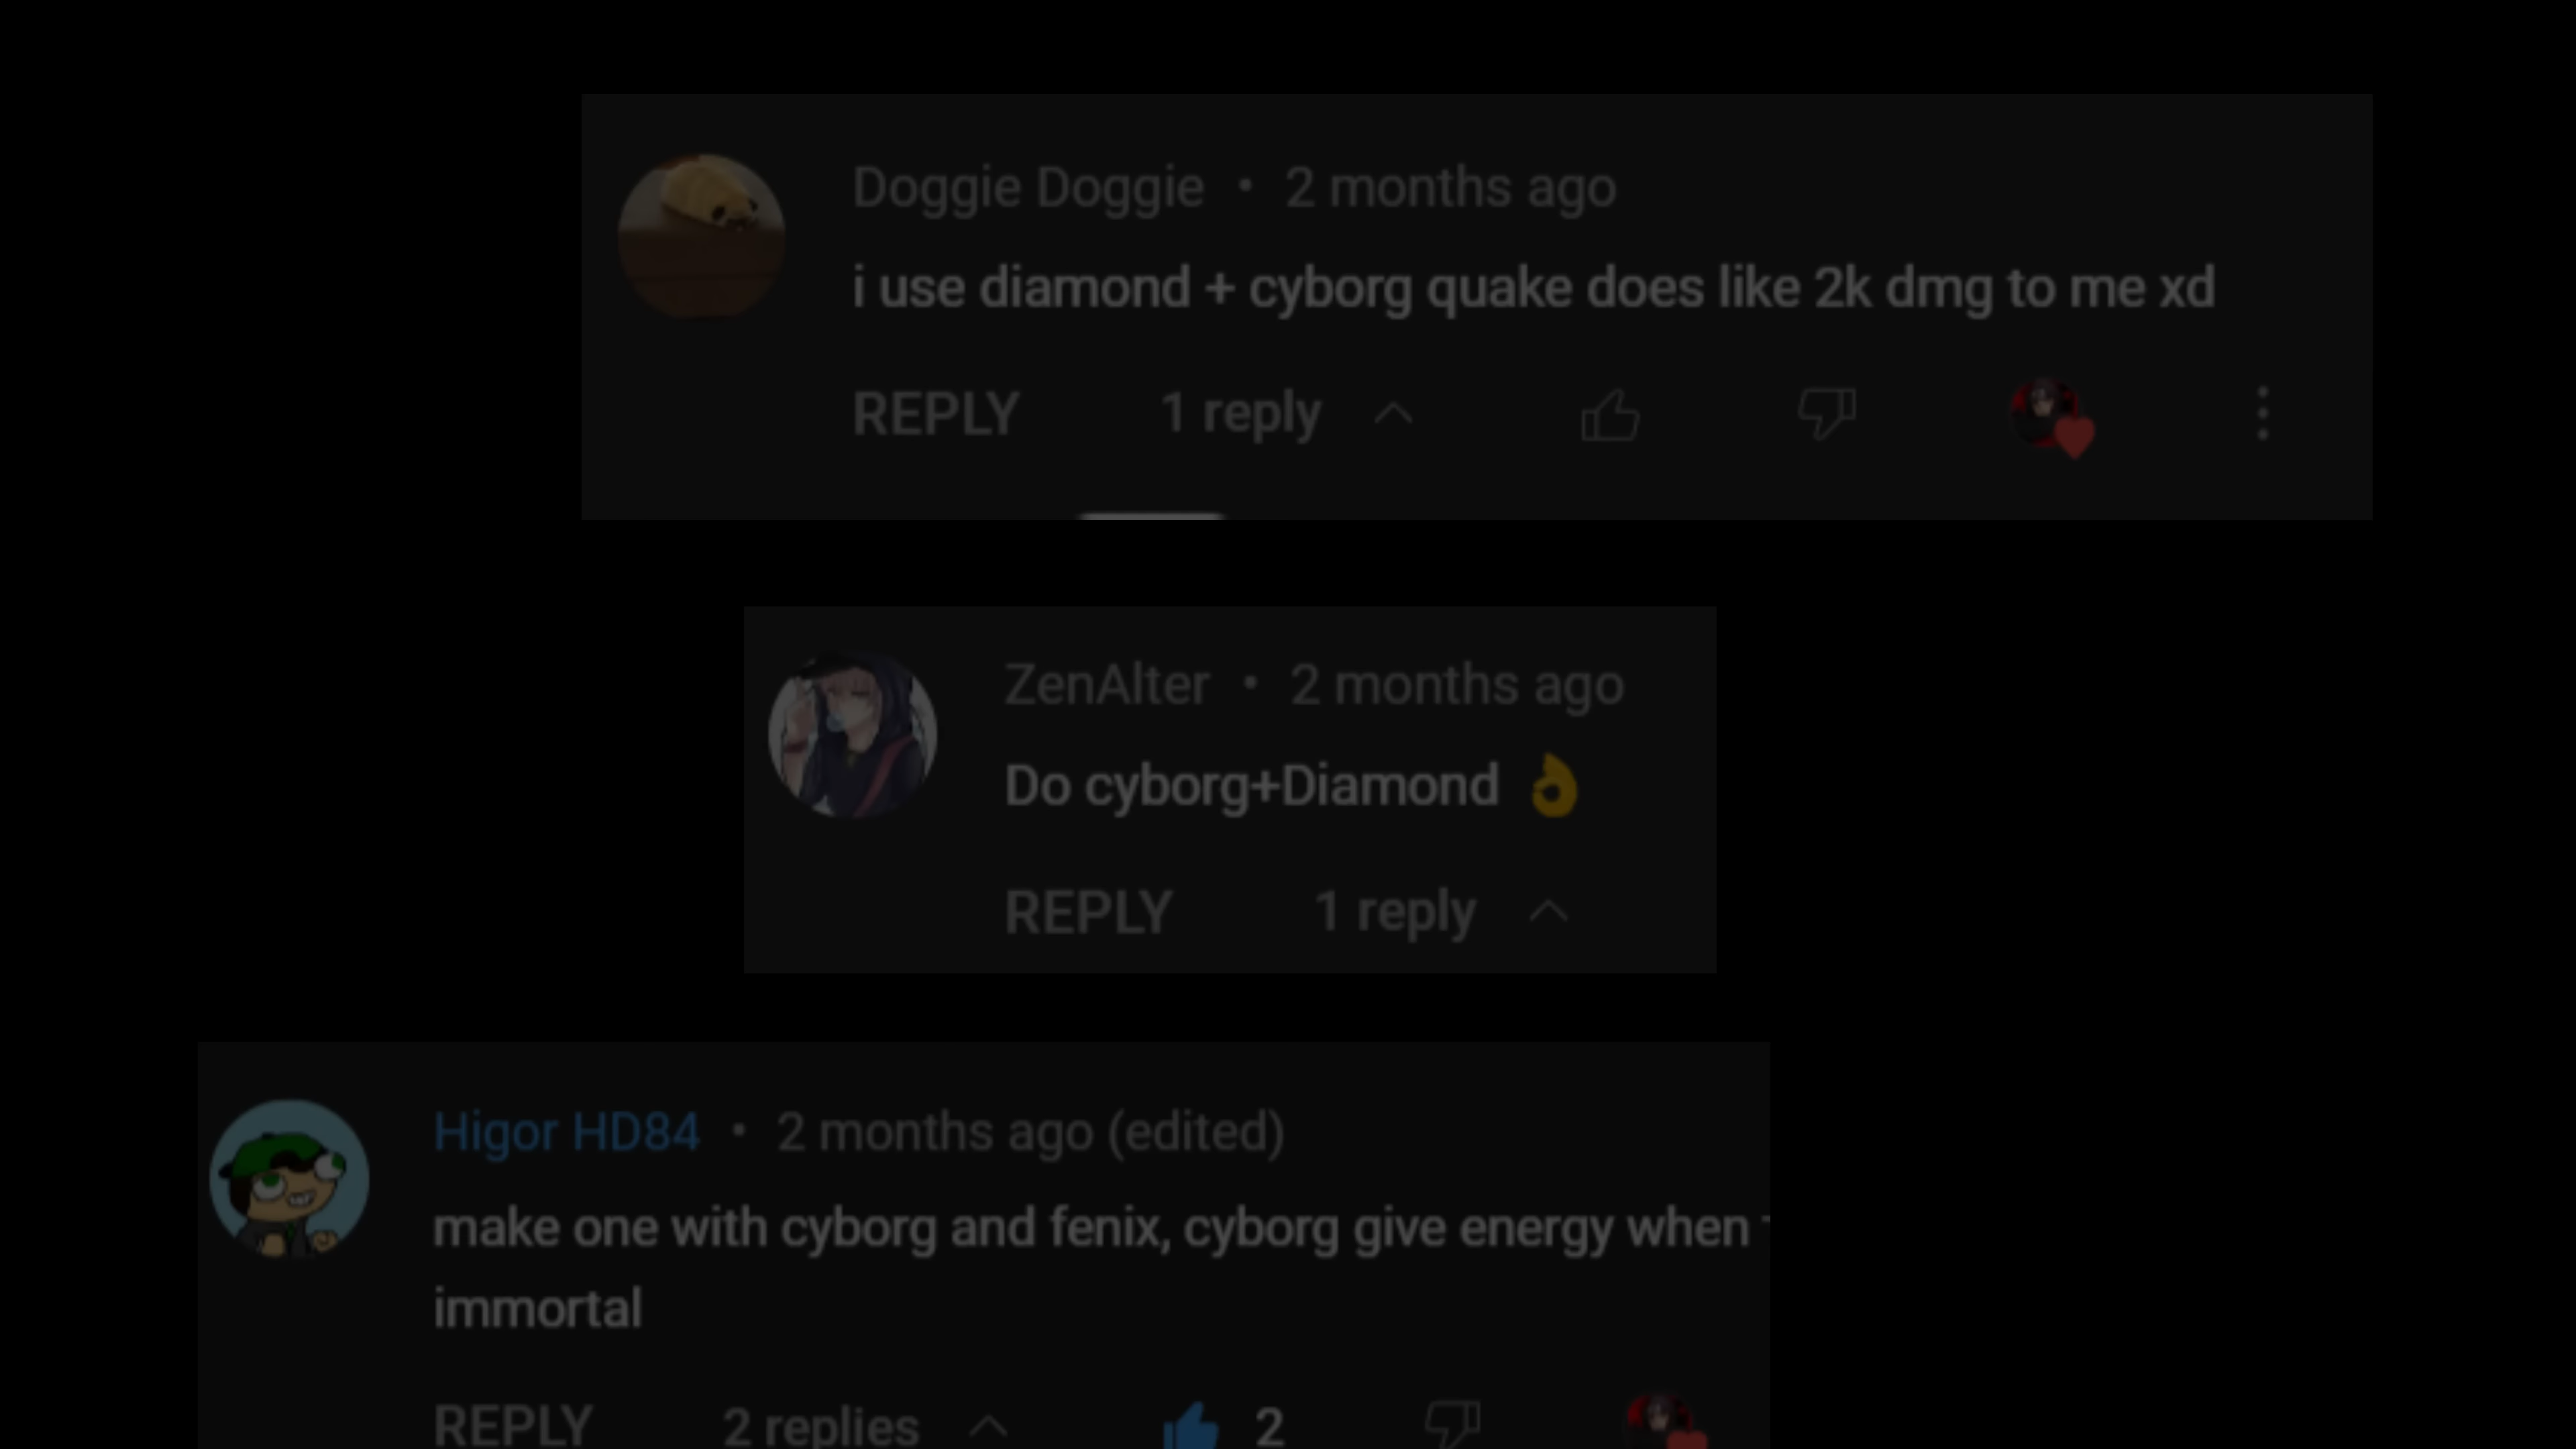 Doggie Doggie • 2 months ago
i use diamond + cyborg quake does like 2k dmg to me xd
REPLY 1 reply
ZenAlter • 2 months ago
Do cyborg+Diamond 👌
REPLY 1 reply
Higor HD84 • 2 months ago (edited)
make one with cyborg and fenix, cyborg give energy when
immortal
REPLY 2 replies 2